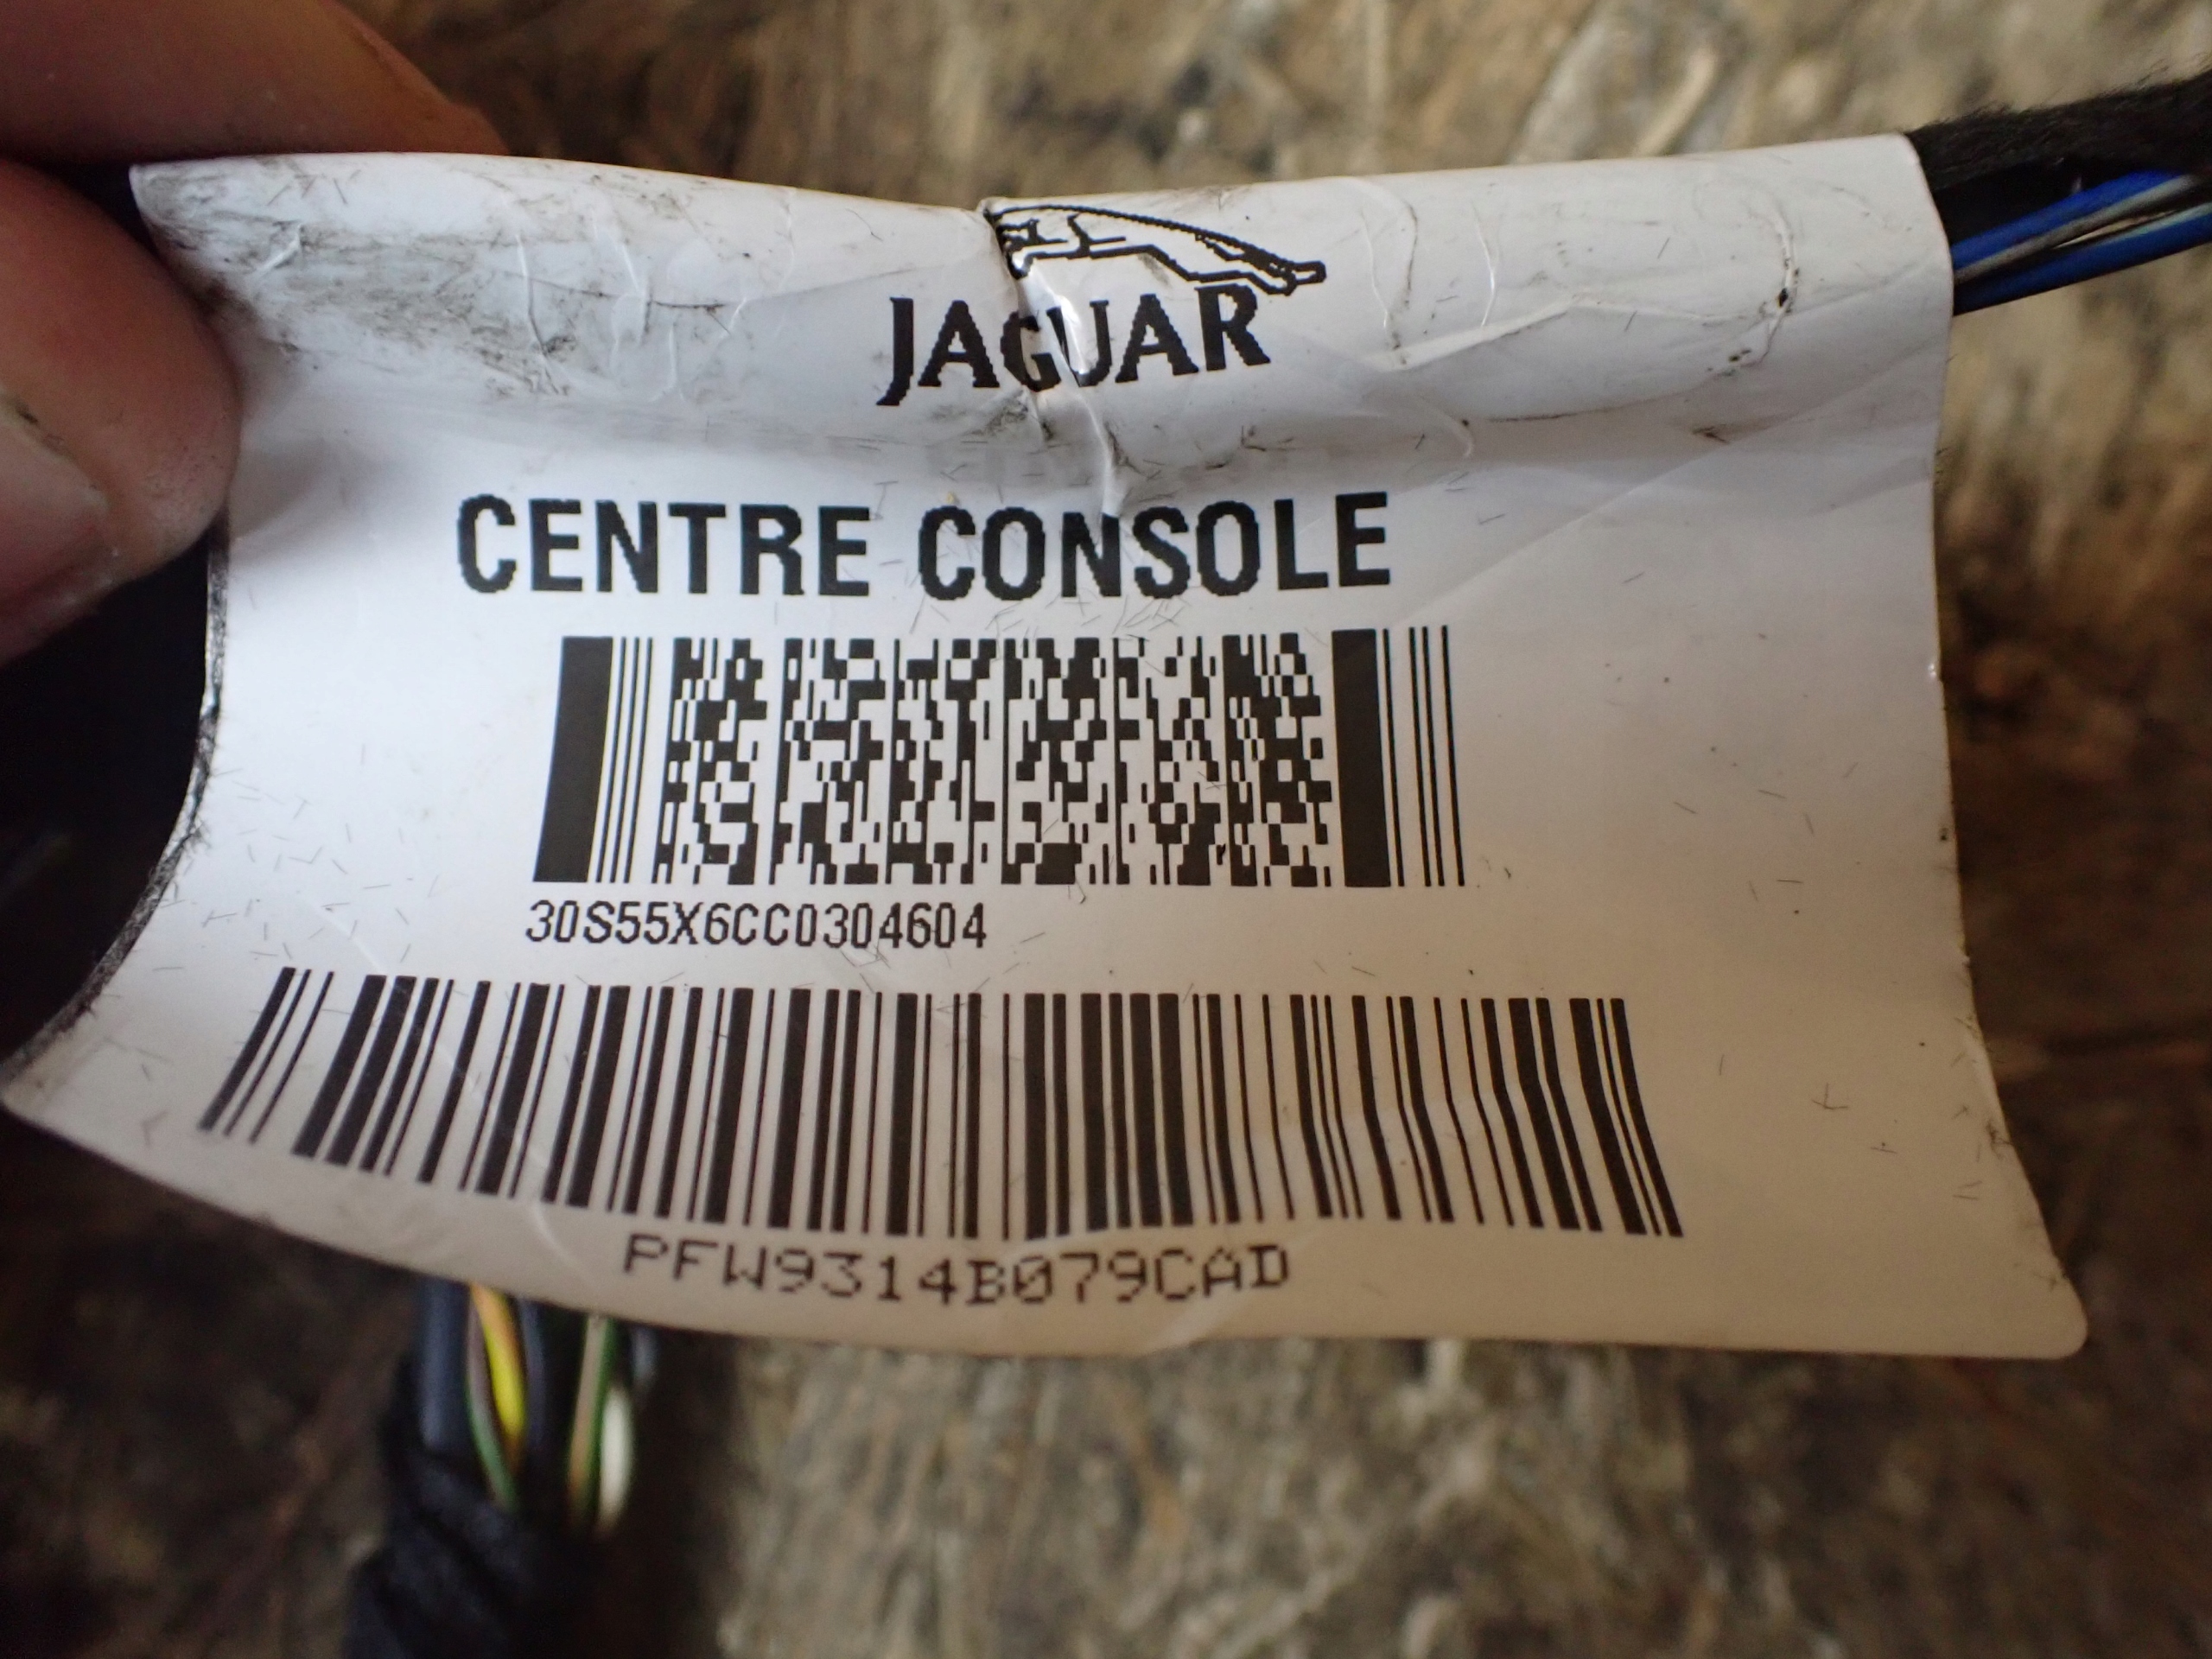 JAGUAR
CENTRE CONSOLE
30S55X6CC0304604
PFW9314B079CAD